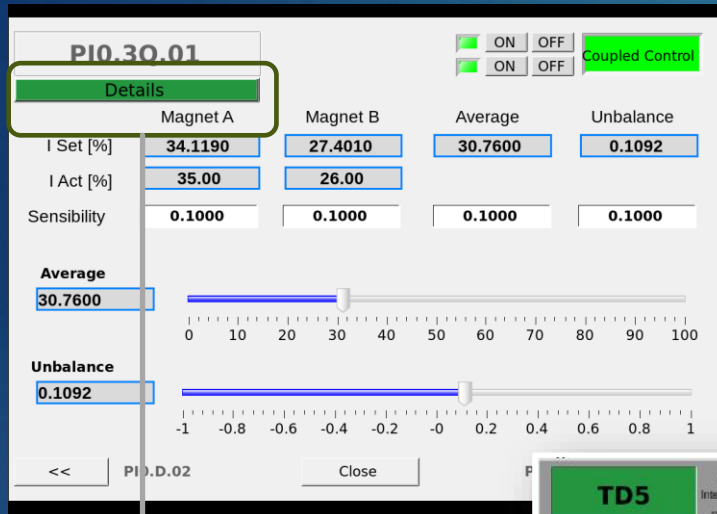 PI0.3Q.01
ON OFF
ON OFF
Coupled Control
Details
Magnet A Magnet B Average Unbalance
I Set [%] 34.1190 27.4010 30.7600 0.1092
I Act [%] 35.00 26.00
Sensibility 0.1000 0.1000 0.1000 0.1000
Average
30.7600
0 10 20 30 40 50 60 70 80 90 100
Unbalance
0.1092
-1 -0.8 -0.6 -0.4 -0.2 -0 0.2 0.4 0.6 0.8 1
<< PI0.D.02 Close
TD5